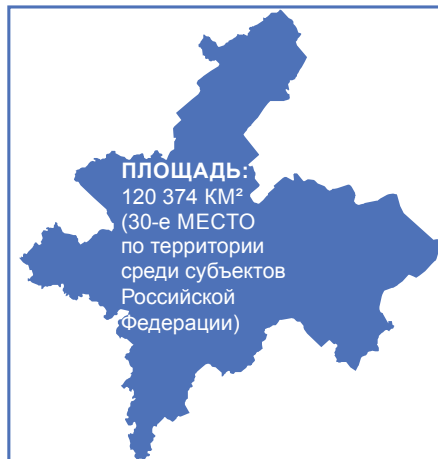 ПЛОЩАДЬ:
120 374 КМ²
(30-е МЕСТО
по территории
среди субъектов
Российской
Федерации)